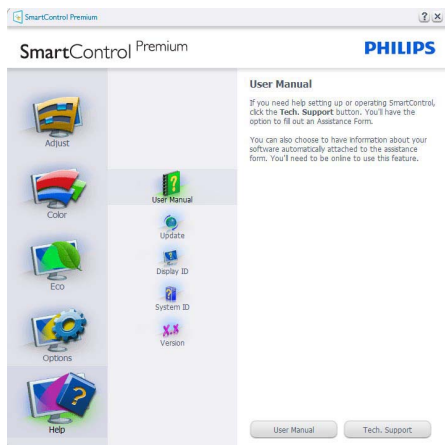 SmartControl Premium
? X
SmartControl Premium
PHILIPS
Adjust
Color
Eco
Options
Help
User Manual
Update
Display ID
System ID
X.X
Version
User Manual
If you need help setting up or operating SmartControl,
click the Tech. Support button. You'll have the
option to fill out an Assistance Form.
You can also choose to have information about your
software automatically attached to the assistance
form. You'll need to be online to use this feature.
User Manual
Tech. Support